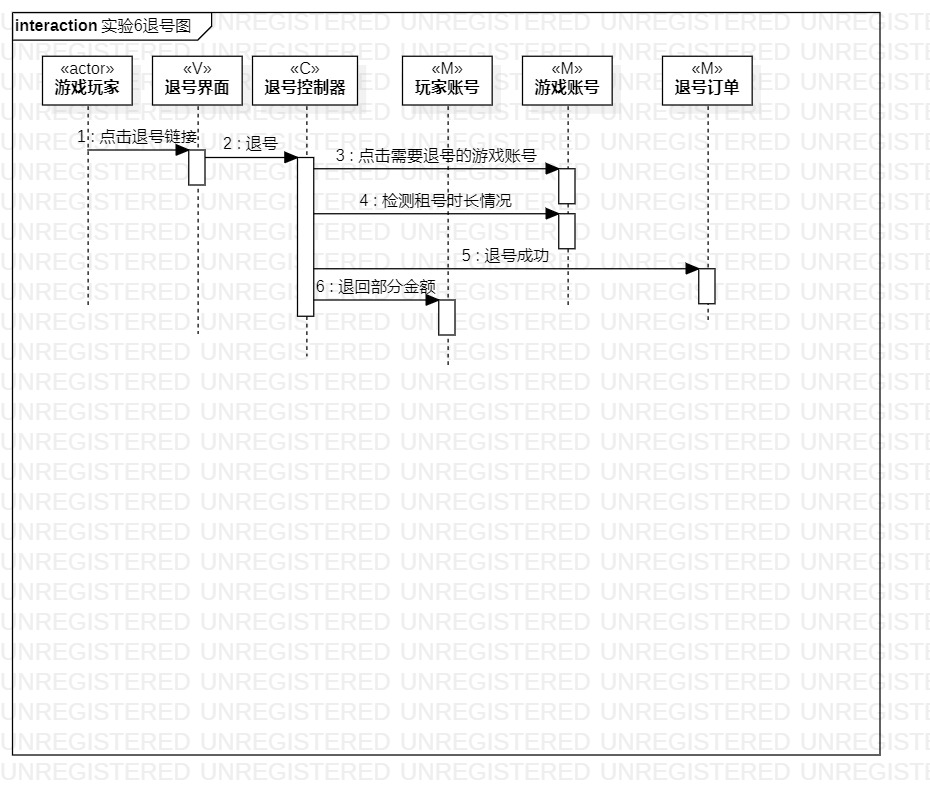 interaction 实验6退号图
«actor»
游戏玩家
«V»
退号界面
«C»
退号控制器
«M»
玩家账号
«M»
游戏账号
«M»
退号订单
1 : 点击退号链接
2 : 退号
3 : 点击需要退号的游戏账号
4 : 检测租号时长情况
5 : 退号成功
6 : 退回部分金额
UNREGISTERED